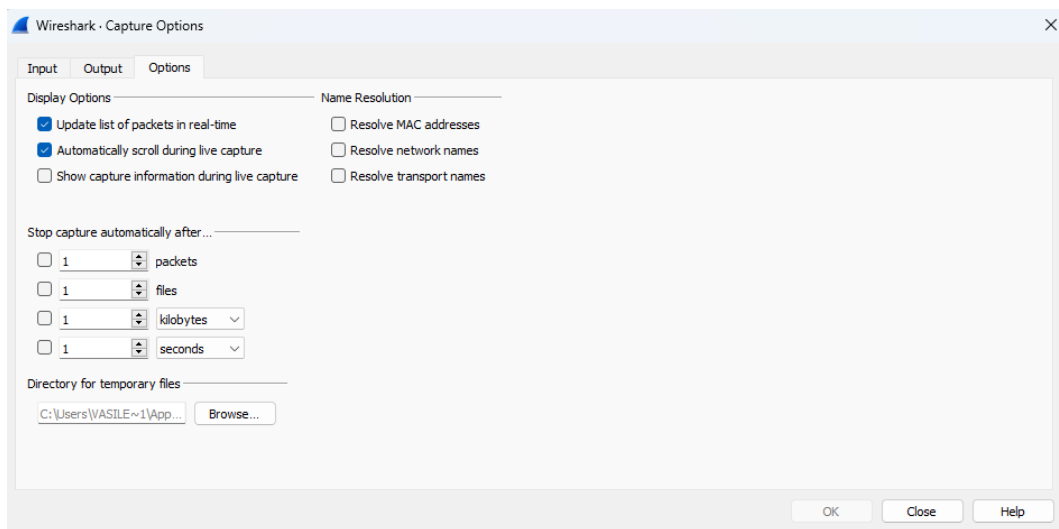 Wireshark · Capture Options
Input Output Options
Display Options Name Resolution
Update list of packets in real-time Resolve MAC addresses
Automatically scroll during live capture Resolve network names
Show capture information during live capture Resolve transport names
Stop capture automatically after...
1 packets
1 files
1 kilobytes
1 seconds
Directory for temporary files
C:\Users\VASILE~1\App... Browse...
OK Close Help